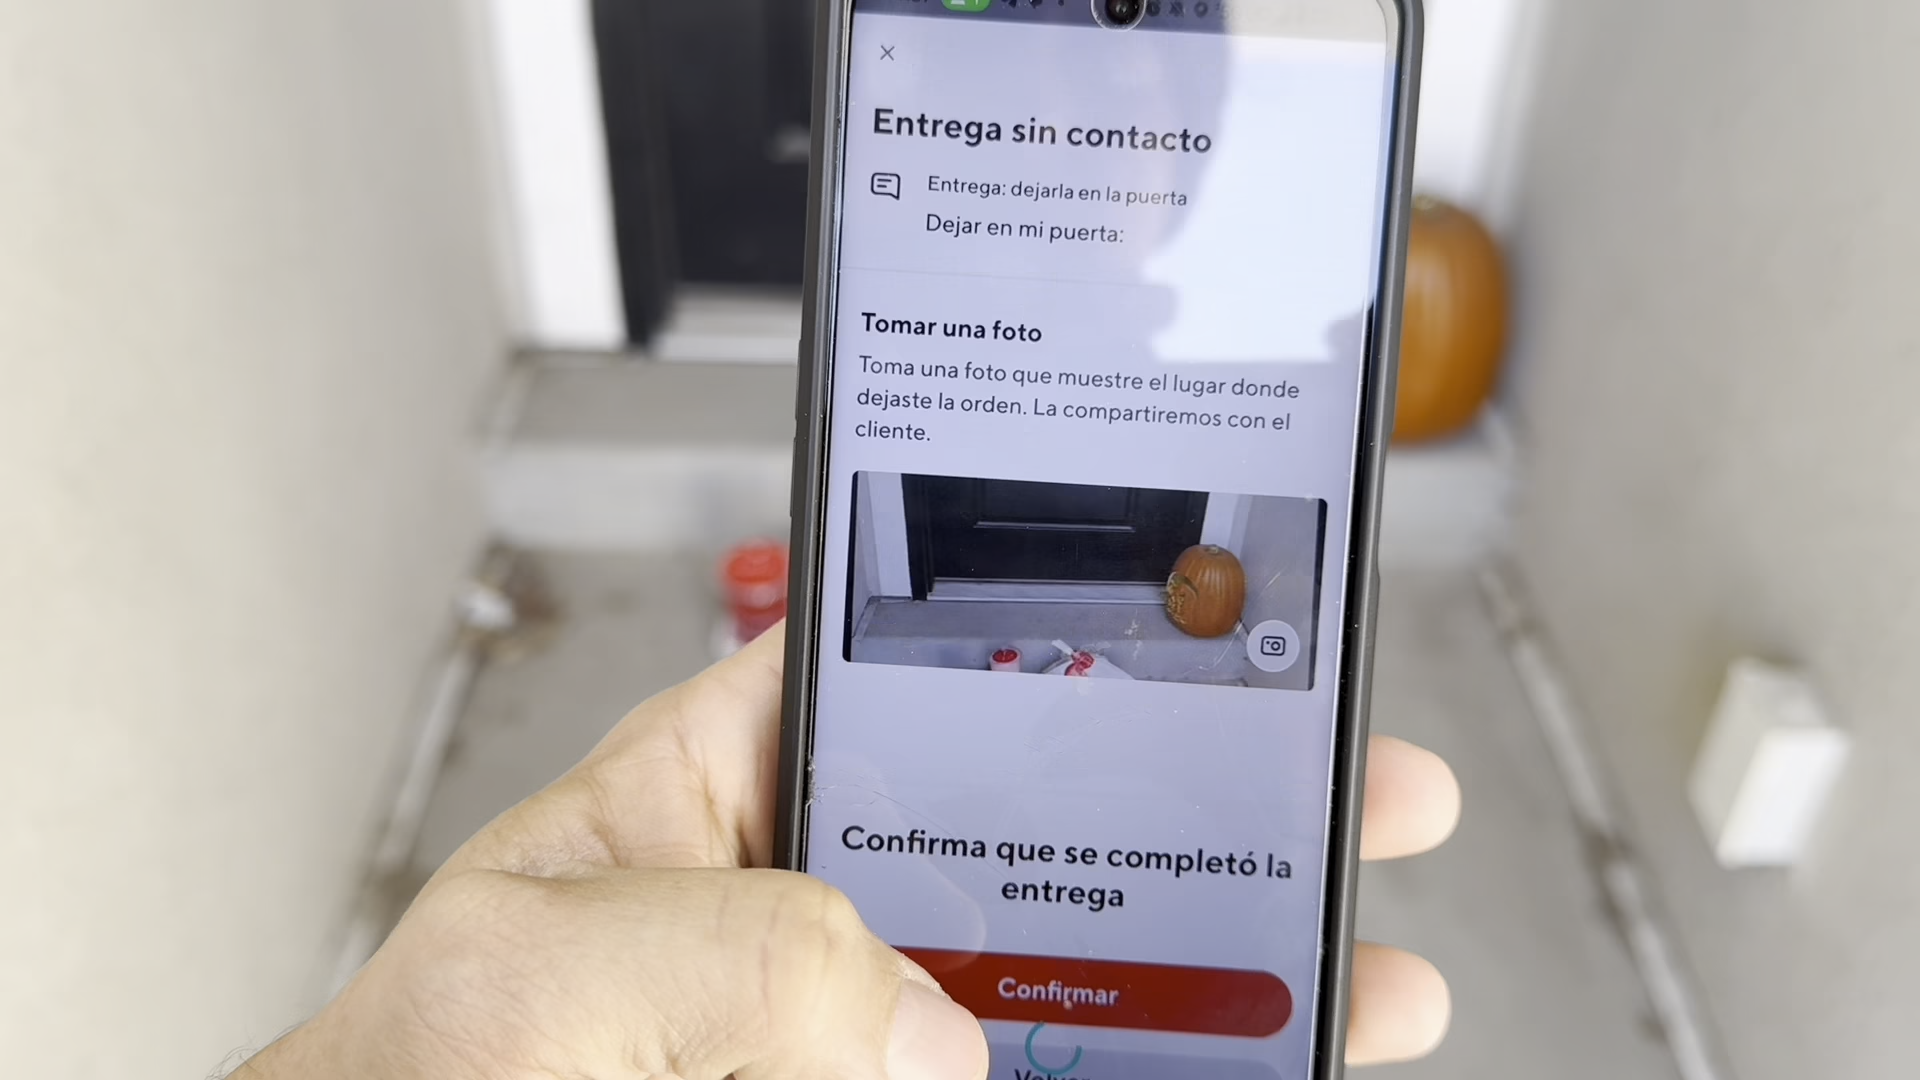 Entrega sin contacto
Entrega: dejarla en la puerta
Dejar en mi puerta:
Tomar una foto
Toma una foto que muestre el lugar donde
dejaste la orden. La compartiremos con el
cliente.
Confirma que se completó la
entrega
Confirmar